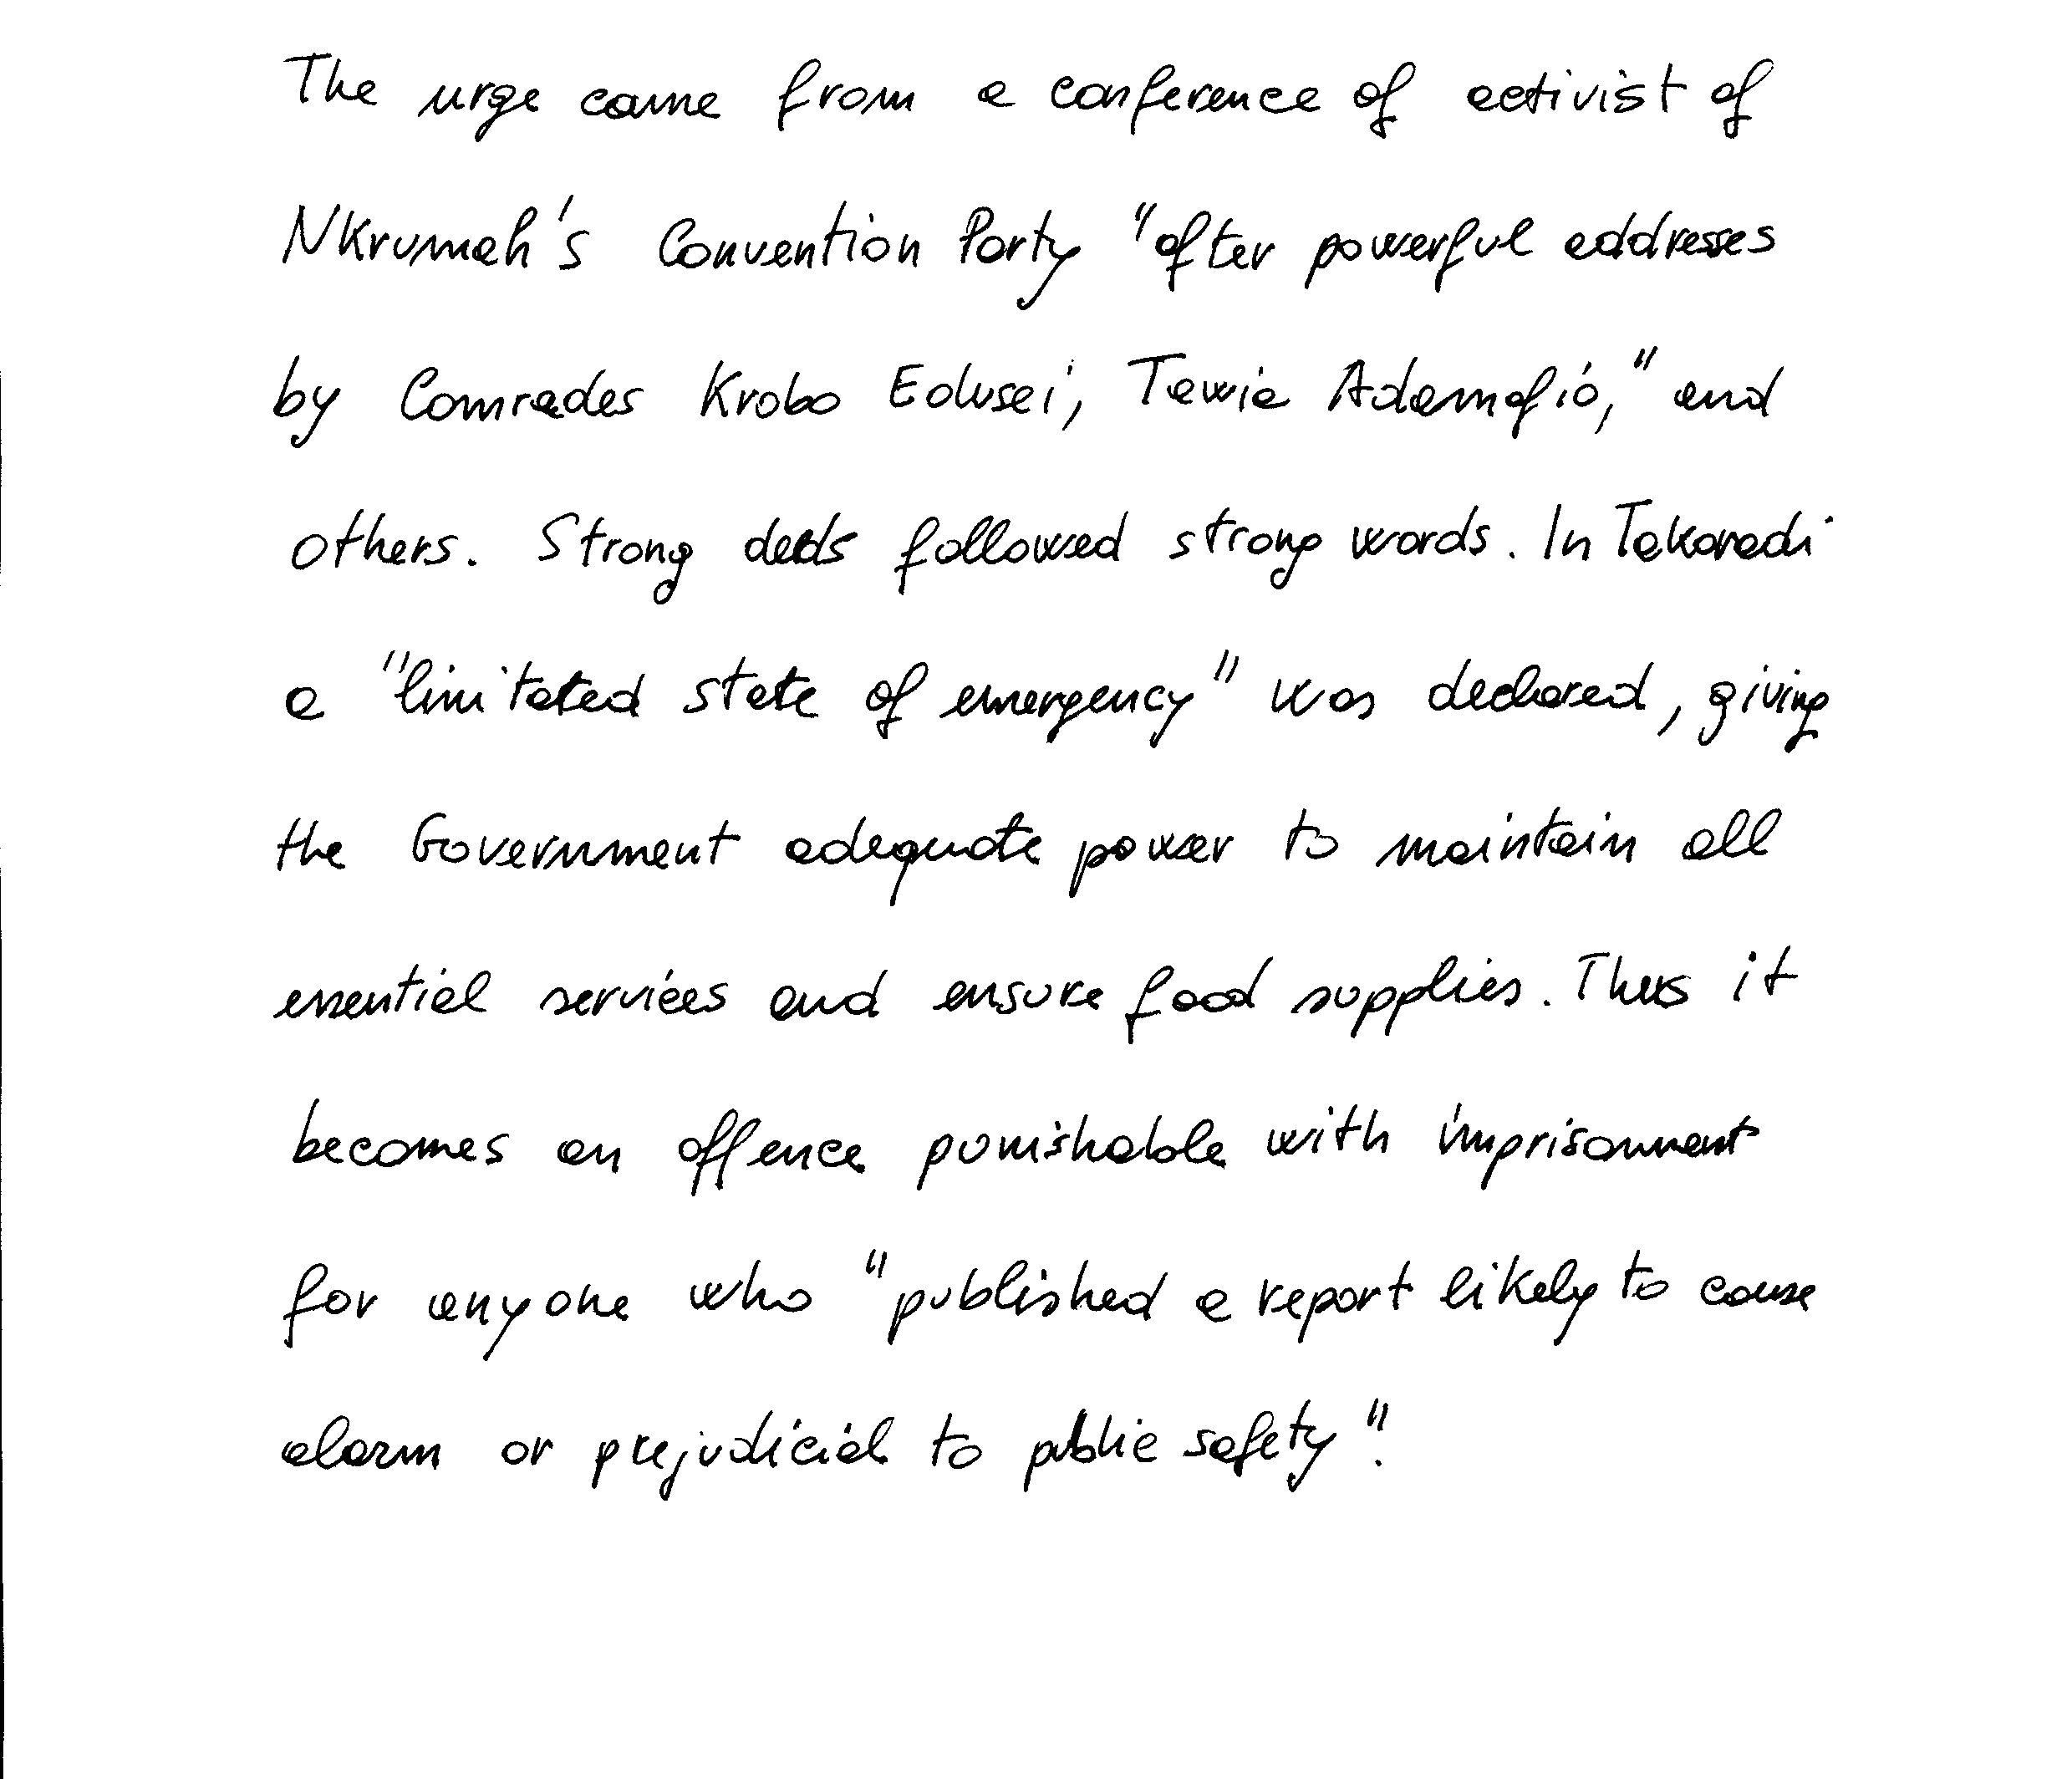 The urge came from a conference of activist of
Nkrumah's Convention Party "after powerful addresses
by Comrades Krobo Edusei, Tawia Adamafio," and
others. Strong deeds followed strong words. In Takoradi
a "limitated state of emergency" was declared, giving
the Government adequate power to maintain all
essential services and ensure food supplies. Thus it
becomes an offence punishable with imprisonment
for anyone who "published a report likely to cause
alarm or prejudicial to public safety".